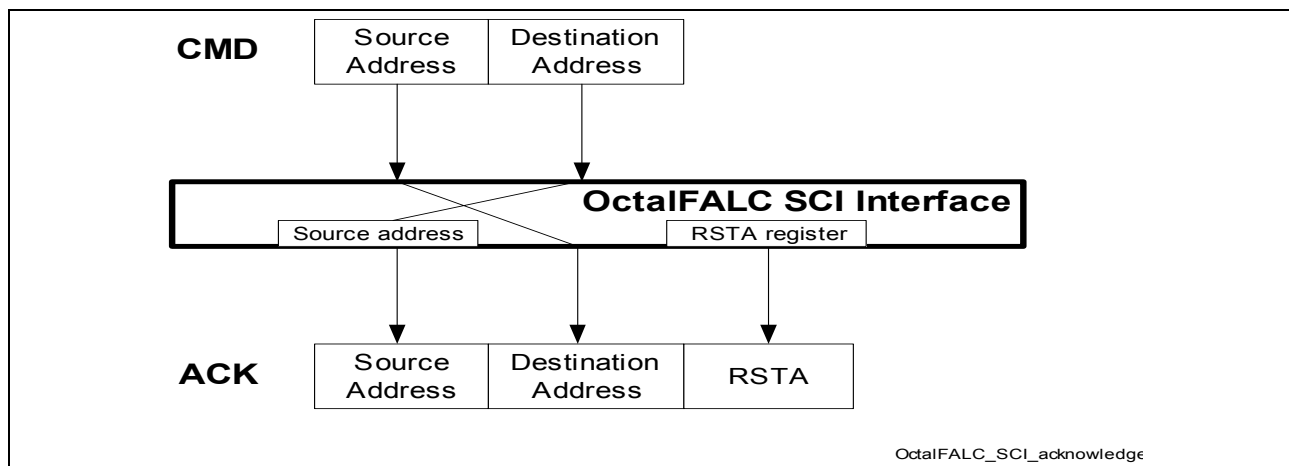 CMD
Source
Address
Destination
Address
OctalFALC SCI Interface
Source address
RSTA register
ACK
Source
Address
Destination
Address
RSTA
OctalFALC_SCI_acknowledge